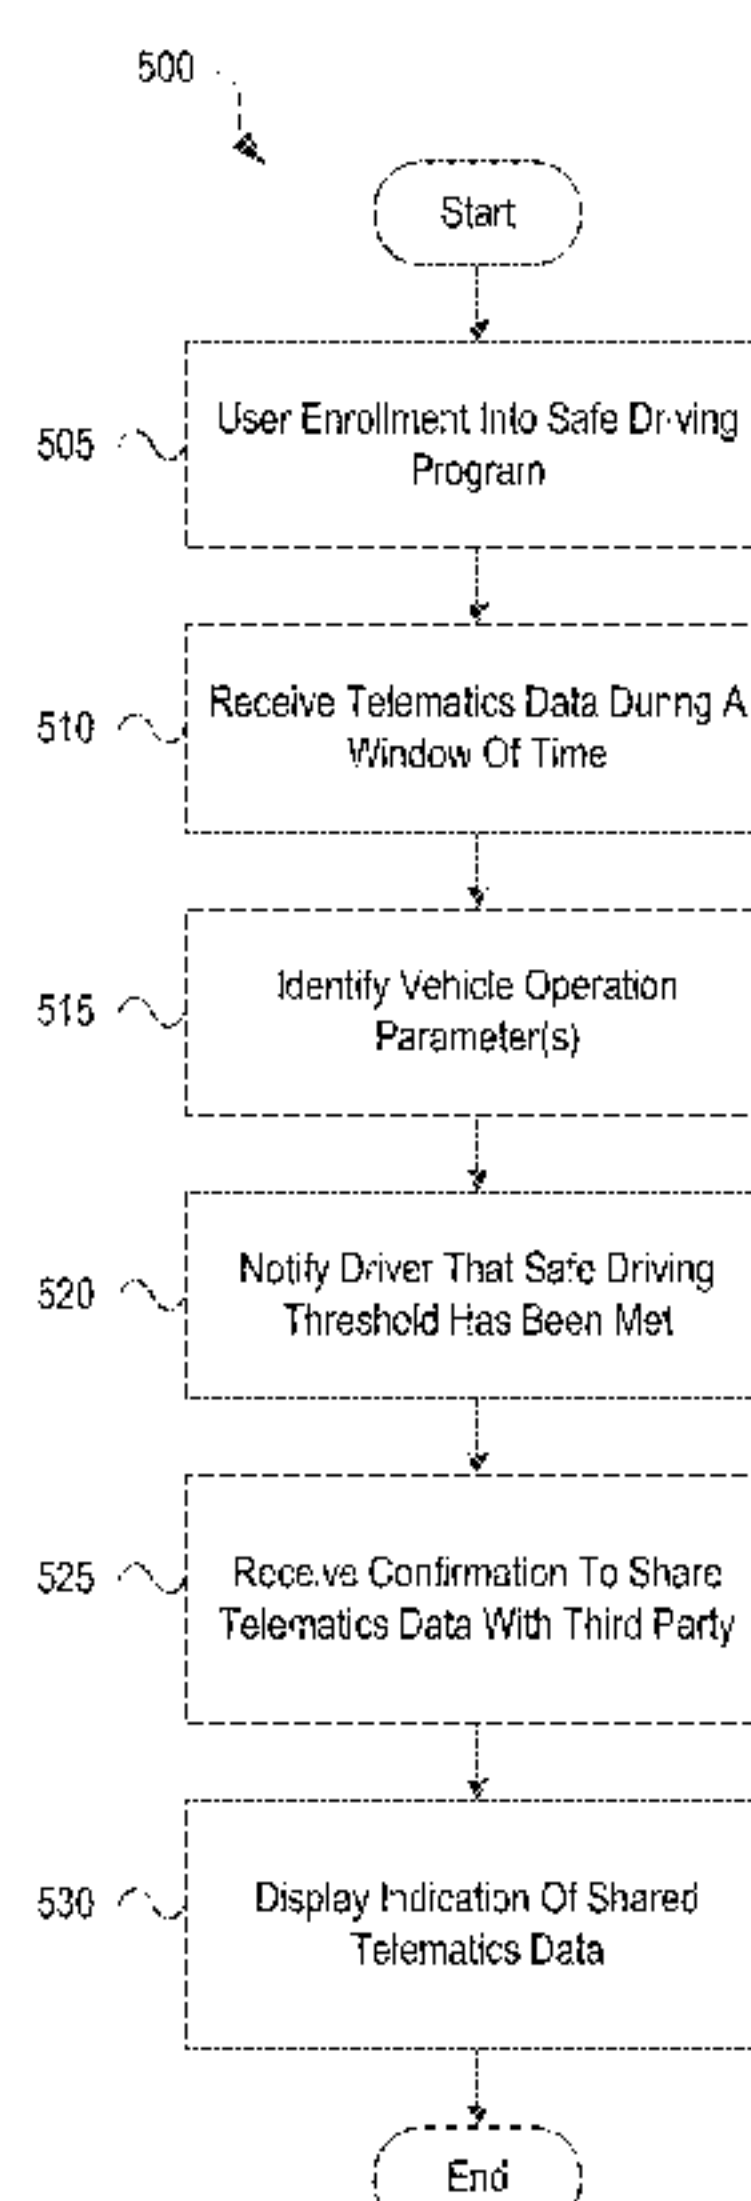 500
Start
505
User Enrollment Into Safe Driving
Program
510
Receive Telematics Data During A
Window Of Time
515
Identify Vehicle Operation
Parameter(s)
520
Notify Driver That Safe Driving
Threshold Has Been Met
525
Receive Confirmation To Share
Telematics Data With Third Party
530
Display Indication Of Shared
Telematics Data
End